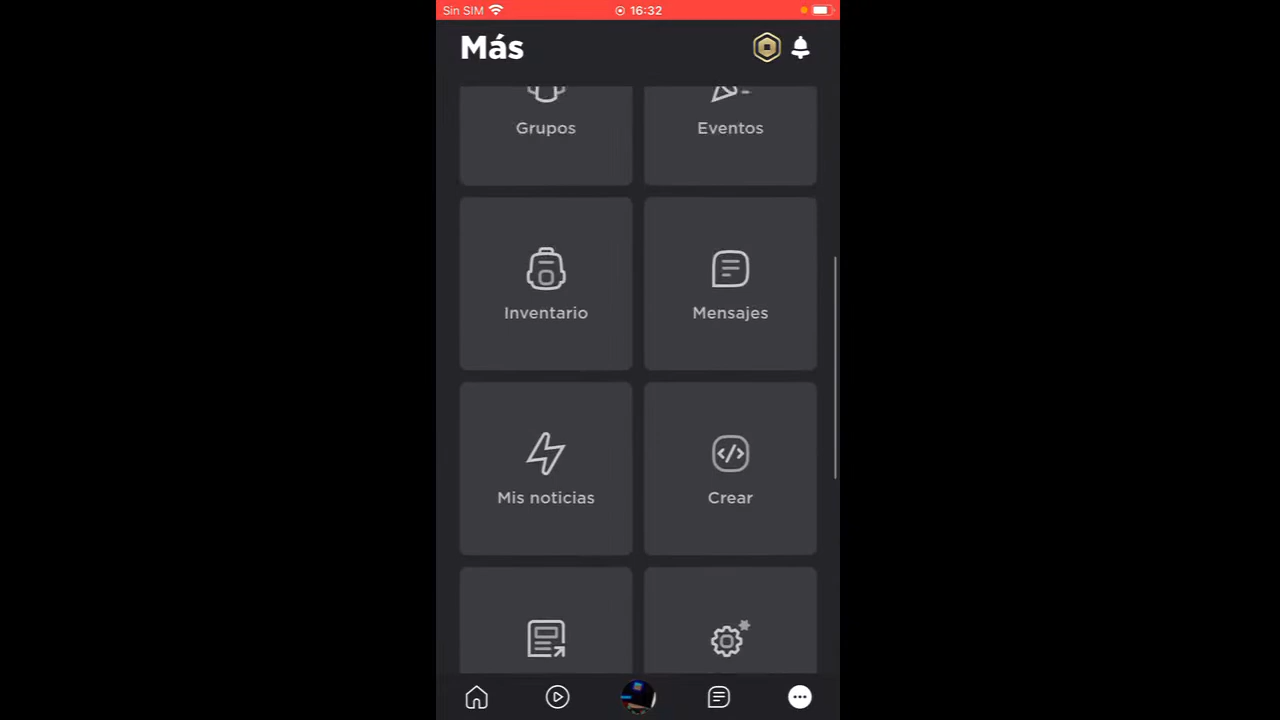 Sin SIM 16:32
Más
Grupos Eventos
Inventario Mensajes
Mis noticias Crear